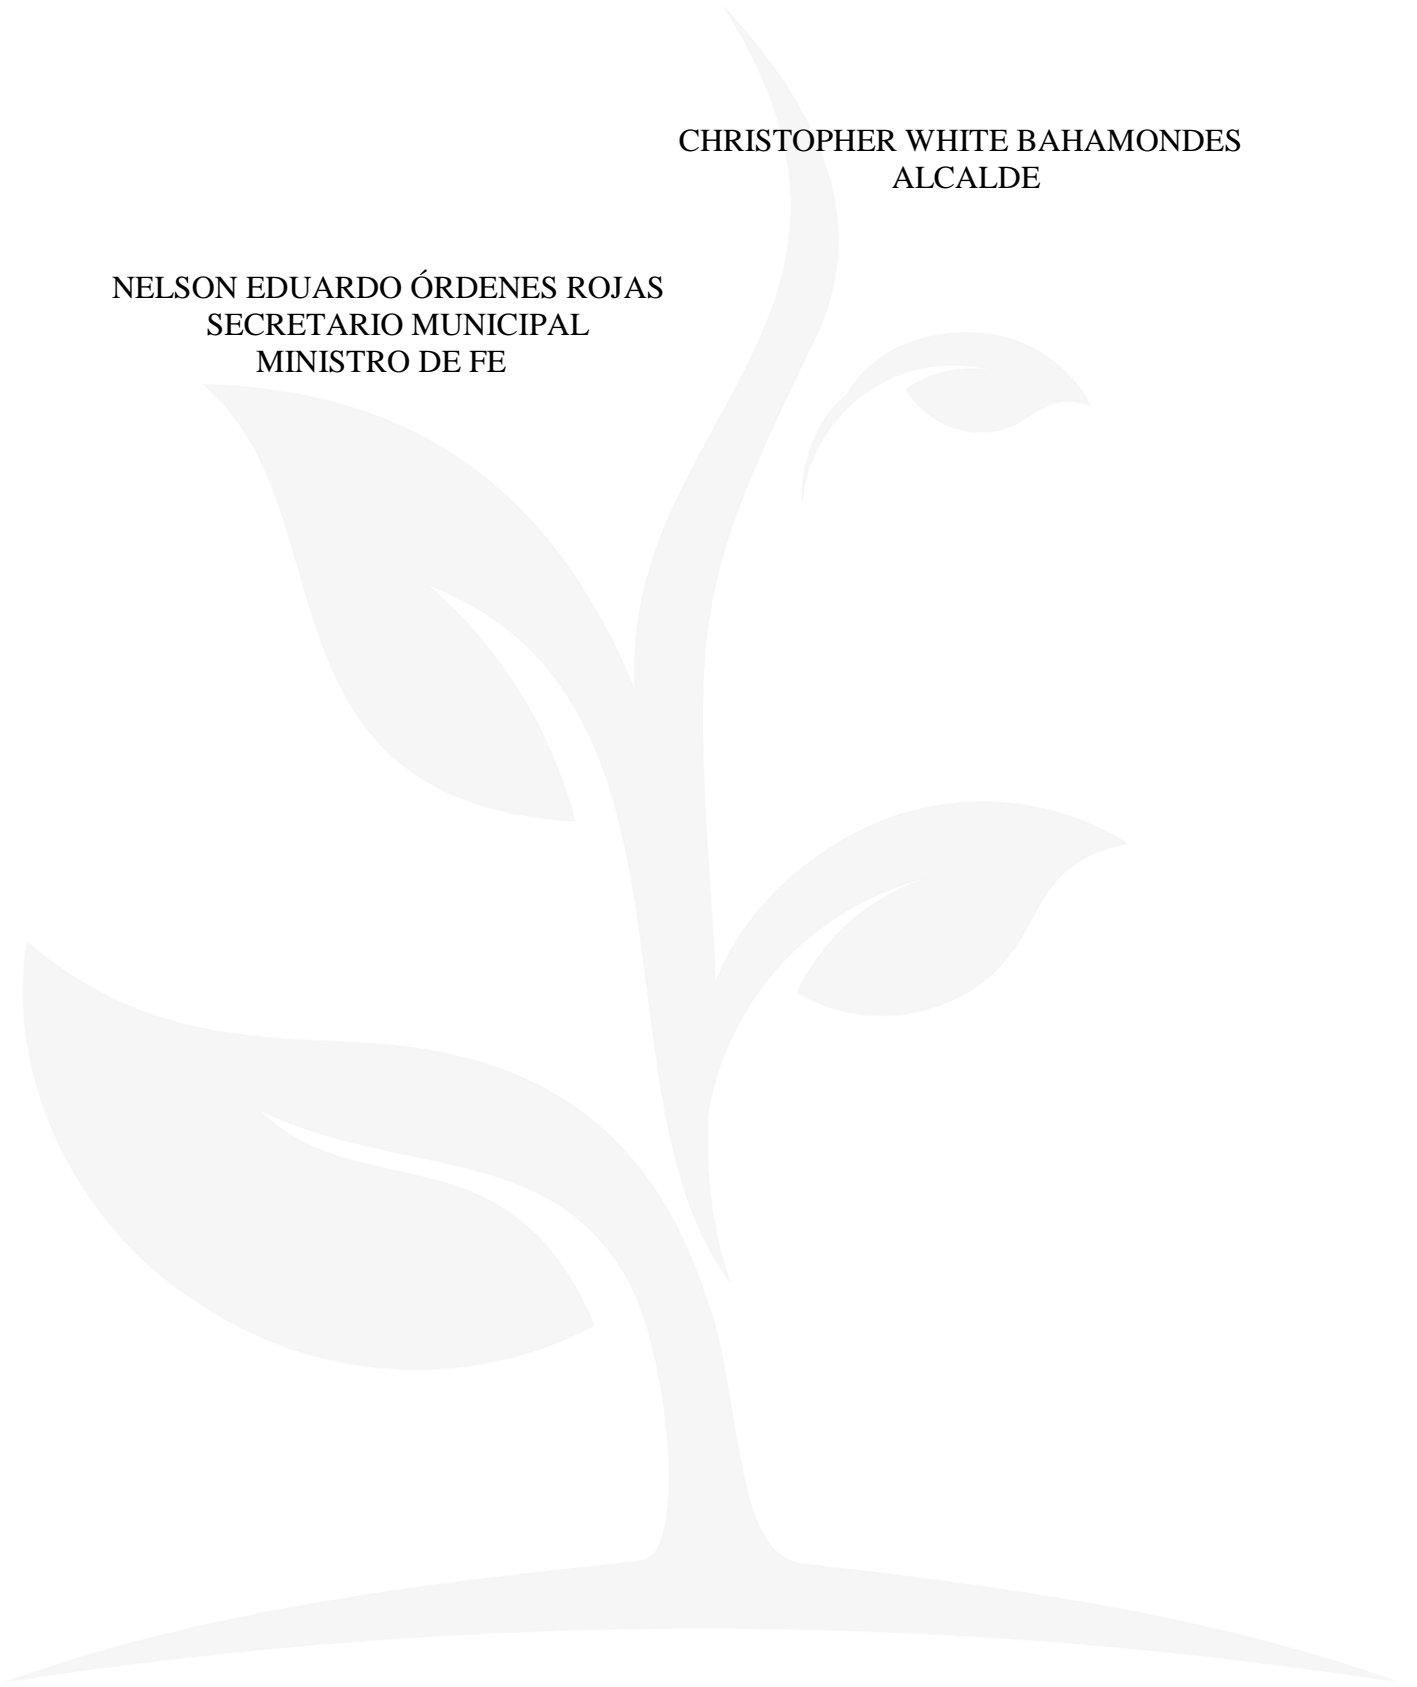 CHRISTOPHER WHITE BAHAMONDES
ALCALDE
NELSON EDUARDO ÓRDENES ROJAS
SECRETARIO MUNICIPAL
MINISTRO DE FE